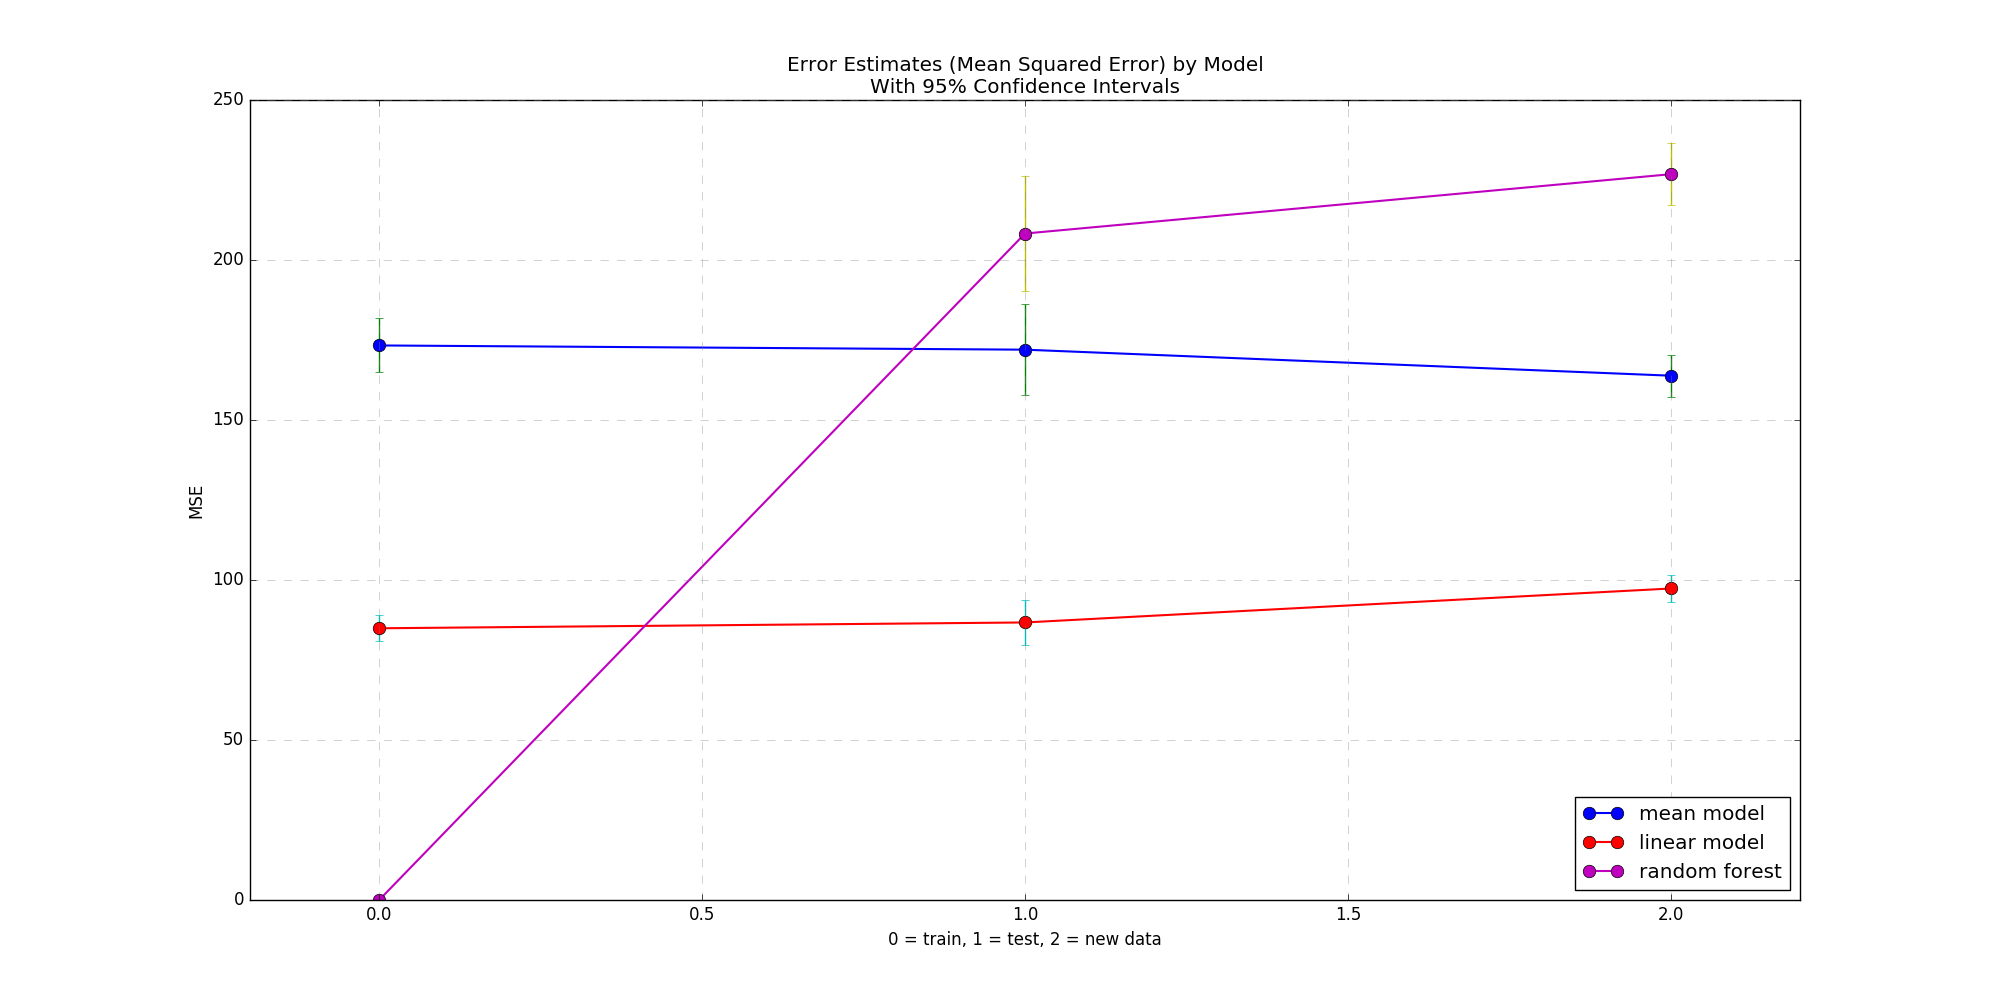 Error Estimates (Mean Squared Error) by Model
With 95% Confidence Intervals
250
200
150
100
50
0
MSE
0.0 0.5 1.0 1.5 2.0
0 = train, 1 = test, 2 = new data
mean model
linear model
random forest